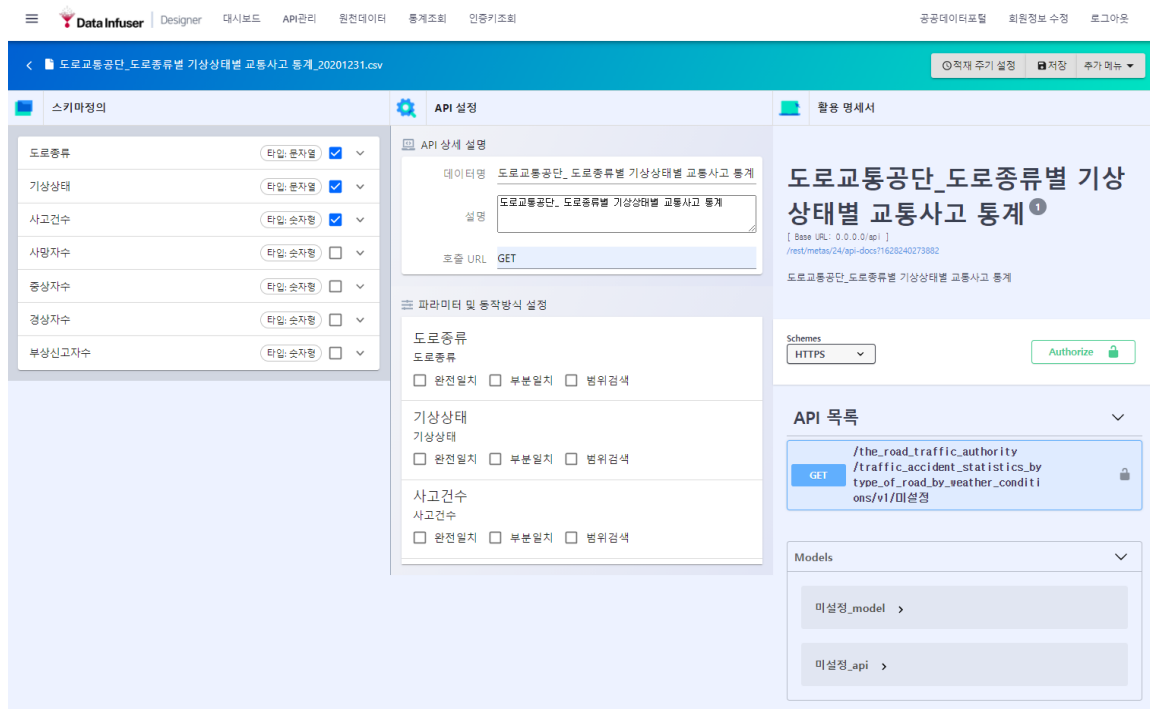 Data Infuser Designer 대시보드 API관리 원천데이터 통계조회 인증키조회 공공데이터포털 회원정보 수정 로그아웃
도로교통공단_도로종류별 기상상태별 교통사고 통계_20201231.csv 적재 주기 설정 저장 추가 메뉴
스키마정의
도로종류 타입: 문자열
기상상태 타입: 문자열
사고건수 타입: 숫자형
사망자수 타입: 숫자형
중상자수 타입: 숫자형
경상자수 타입: 숫자형
부상신고자수 타입: 숫자형
API 설정
API 상세 설명
데이터명 도로교통공단_ 도로종류별 기상상태별 교통사고 통계
설명 도로교통공단_ 도로종류별 기상상태별 교통사고 통계
호출 URL GET
파라미터 및 동작방식 설정
도로종류
도로종류
완전일치 부분일치 범위검색
기상상태
기상상태
완전일치 부분일치 범위검색
사고건수
사고건수
완전일치 부분일치 범위검색
활용 명세서
도로교통공단_도로종류별 기상
상태별 교통사고 통계 1
[ Base URL: 0.0.0.0/api ]
/rest/metas/24/api-docs?1628240273882
도로교통공단_도로종류별 기상상태별 교통사고 통계
Schemes
HTTPS Authorize
API 목록
GET /the_road_traffic_authority
/traffic_accident_statistics_by
type_of_road_by_weather_conditi
ons/v1/미설정
Models
미설정_model
미설정_api